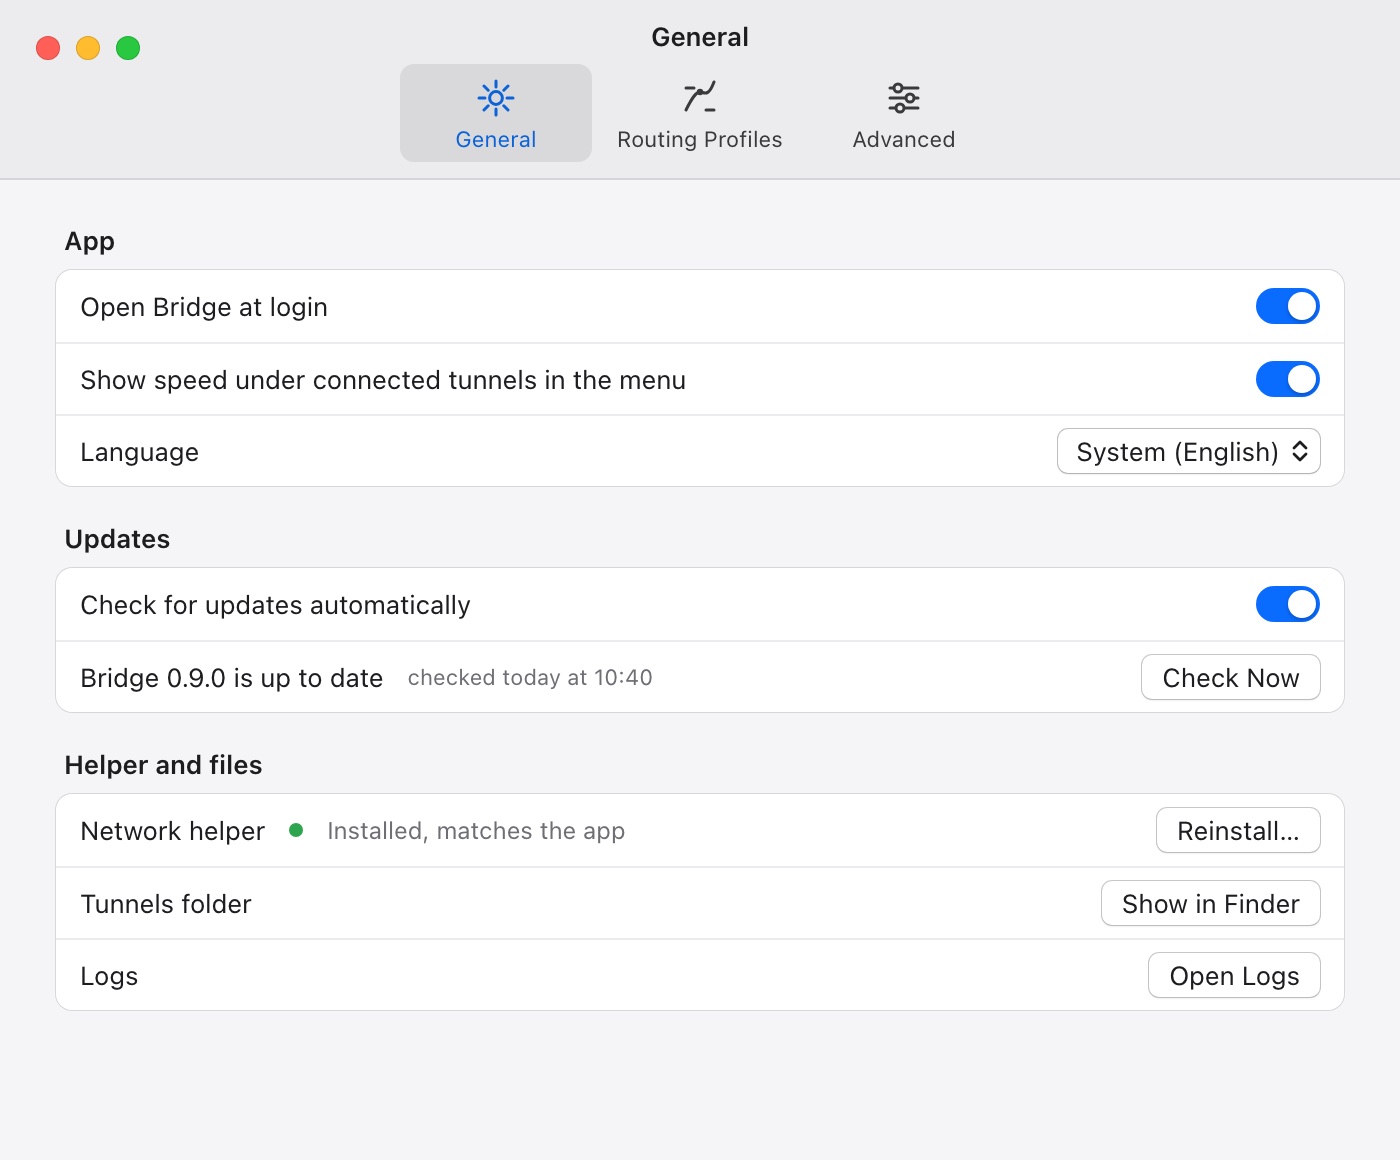 General
General
Routing Profiles
Advanced
App
Open Bridge at login
Show speed under connected tunnels in the menu
Language
System (English)
Updates
Check for updates automatically
Bridge 0.9.0 is up to date checked today at 10:40
Check Now
Helper and files
Network helper Installed, matches the app
Reinstall...
Tunnels folder
Show in Finder
Logs
Open Logs